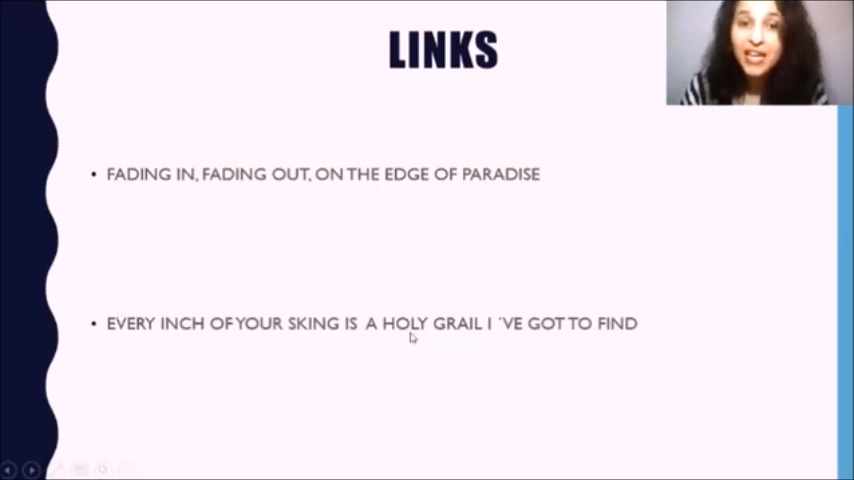 LINKS
• FADING IN, FADING OUT, ON THE EDGE OF PARADISE
• EVERY INCH OF YOUR SKING IS A HOLY GRAIL I ´VE GOT TO FIND